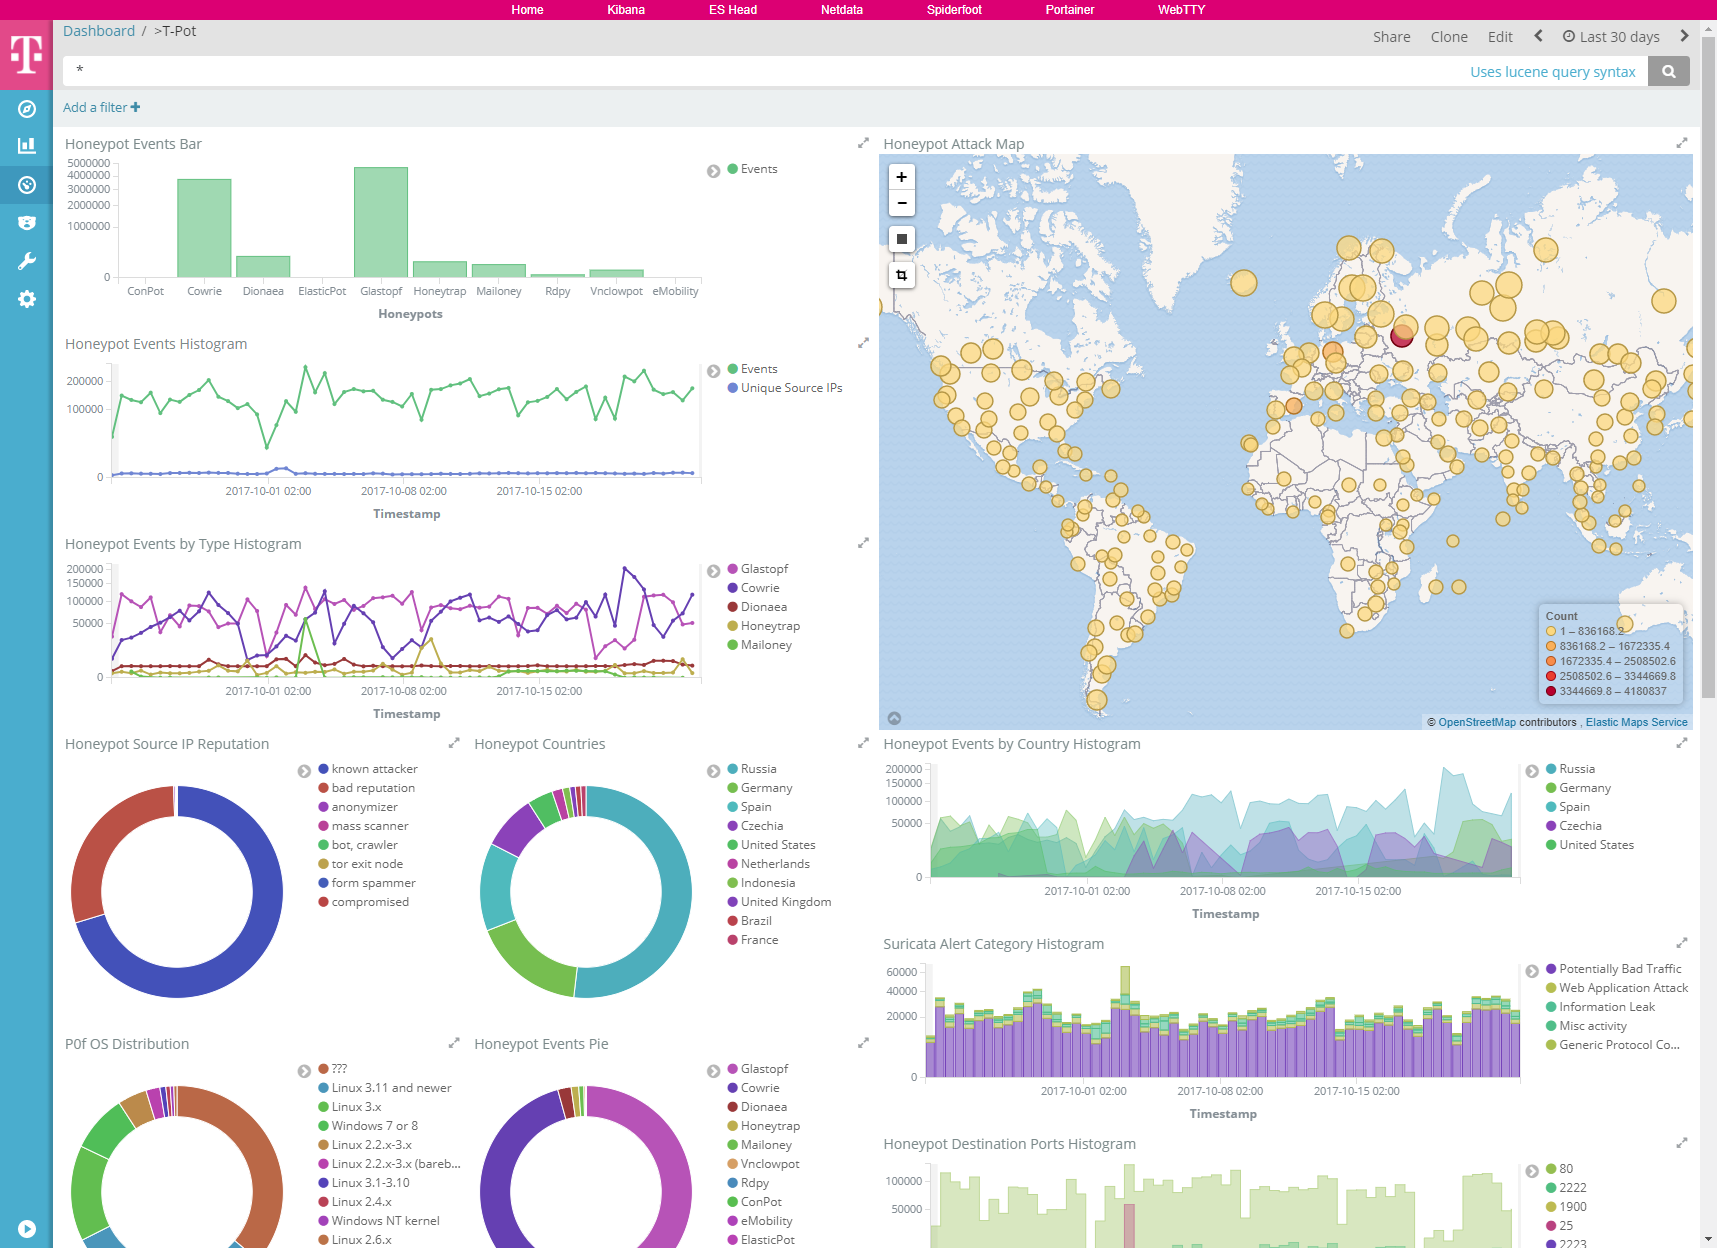 Home Kibana ES Head Netdata Spiderfoot Portainer WebTTY
Dashboard / >T-Pot
Share Clone Edit Last 30 days
*
Uses lucene query syntax
Add a filter +
Honeypot Events Bar
5000000
4000000
3000000
2000000
1000000
0
ConPot Cowrie Dionaea ElasticPot Glastopf Honeytrap Mailoney Rdpy Vnclowpot eMobility
Honeypots
Events
Honeypot Events Histogram
200000
100000
0
2017-10-01 02:00 2017-10-08 02:00 2017-10-15 02:00
Timestamp
Events
Unique Source IPs
Honeypot Events by Type Histogram
200000
150000
100000
50000
0
2017-10-01 02:00 2017-10-08 02:00 2017-10-15 02:00
Timestamp
Glastopf
Cowrie
Dionaea
Honeytrap
Mailoney
Honeypot Attack Map
+
−
Count
1 – 836168.2
836168.2 – 1672335.4
1672335.4 – 2508502.6
2508502.6 – 3344669.8
3344669.8 – 4180837
© OpenStreetMap contributors , Elastic Maps Service
Honeypot Source IP Reputation
known attacker
bad reputation
anonymizer
mass scanner
bot, crawler
tor exit node
form spammer
compromised
Honeypot Countries
Russia
Germany
Spain
Czechia
United States
Netherlands
Indonesia
United Kingdom
Brazil
France
Honeypot Events by Country Histogram
200000
150000
100000
50000
0
2017-10-01 02:00 2017-10-08 02:00 2017-10-15 02:00
Timestamp
Russia
Germany
Spain
Czechia
United States
Suricata Alert Category Histogram
60000
40000
20000
0
2017-10-01 02:00 2017-10-08 02:00 2017-10-15 02:00
Timestamp
Potentially Bad Traffic
Web Application Attack
Information Leak
Misc activity
Generic Protocol Co...
P0f OS Distribution
???
Linux 3.11 and newer
Linux 3.x
Windows 7 or 8
Linux 2.2.x-3.x
Linux 2.2.x-3.x (bareb...
Linux 3.1-3.10
Linux 2.4.x
Windows NT kernel
Linux 2.6.x
Honeypot Events Pie
Glastopf
Cowrie
Dionaea
Honeytrap
Mailoney
Vnclowpot
Rdpy
ConPot
eMobility
ElasticPot
Honeypot Destination Ports Histogram
100000
50000
80
2222
1900
25
2223